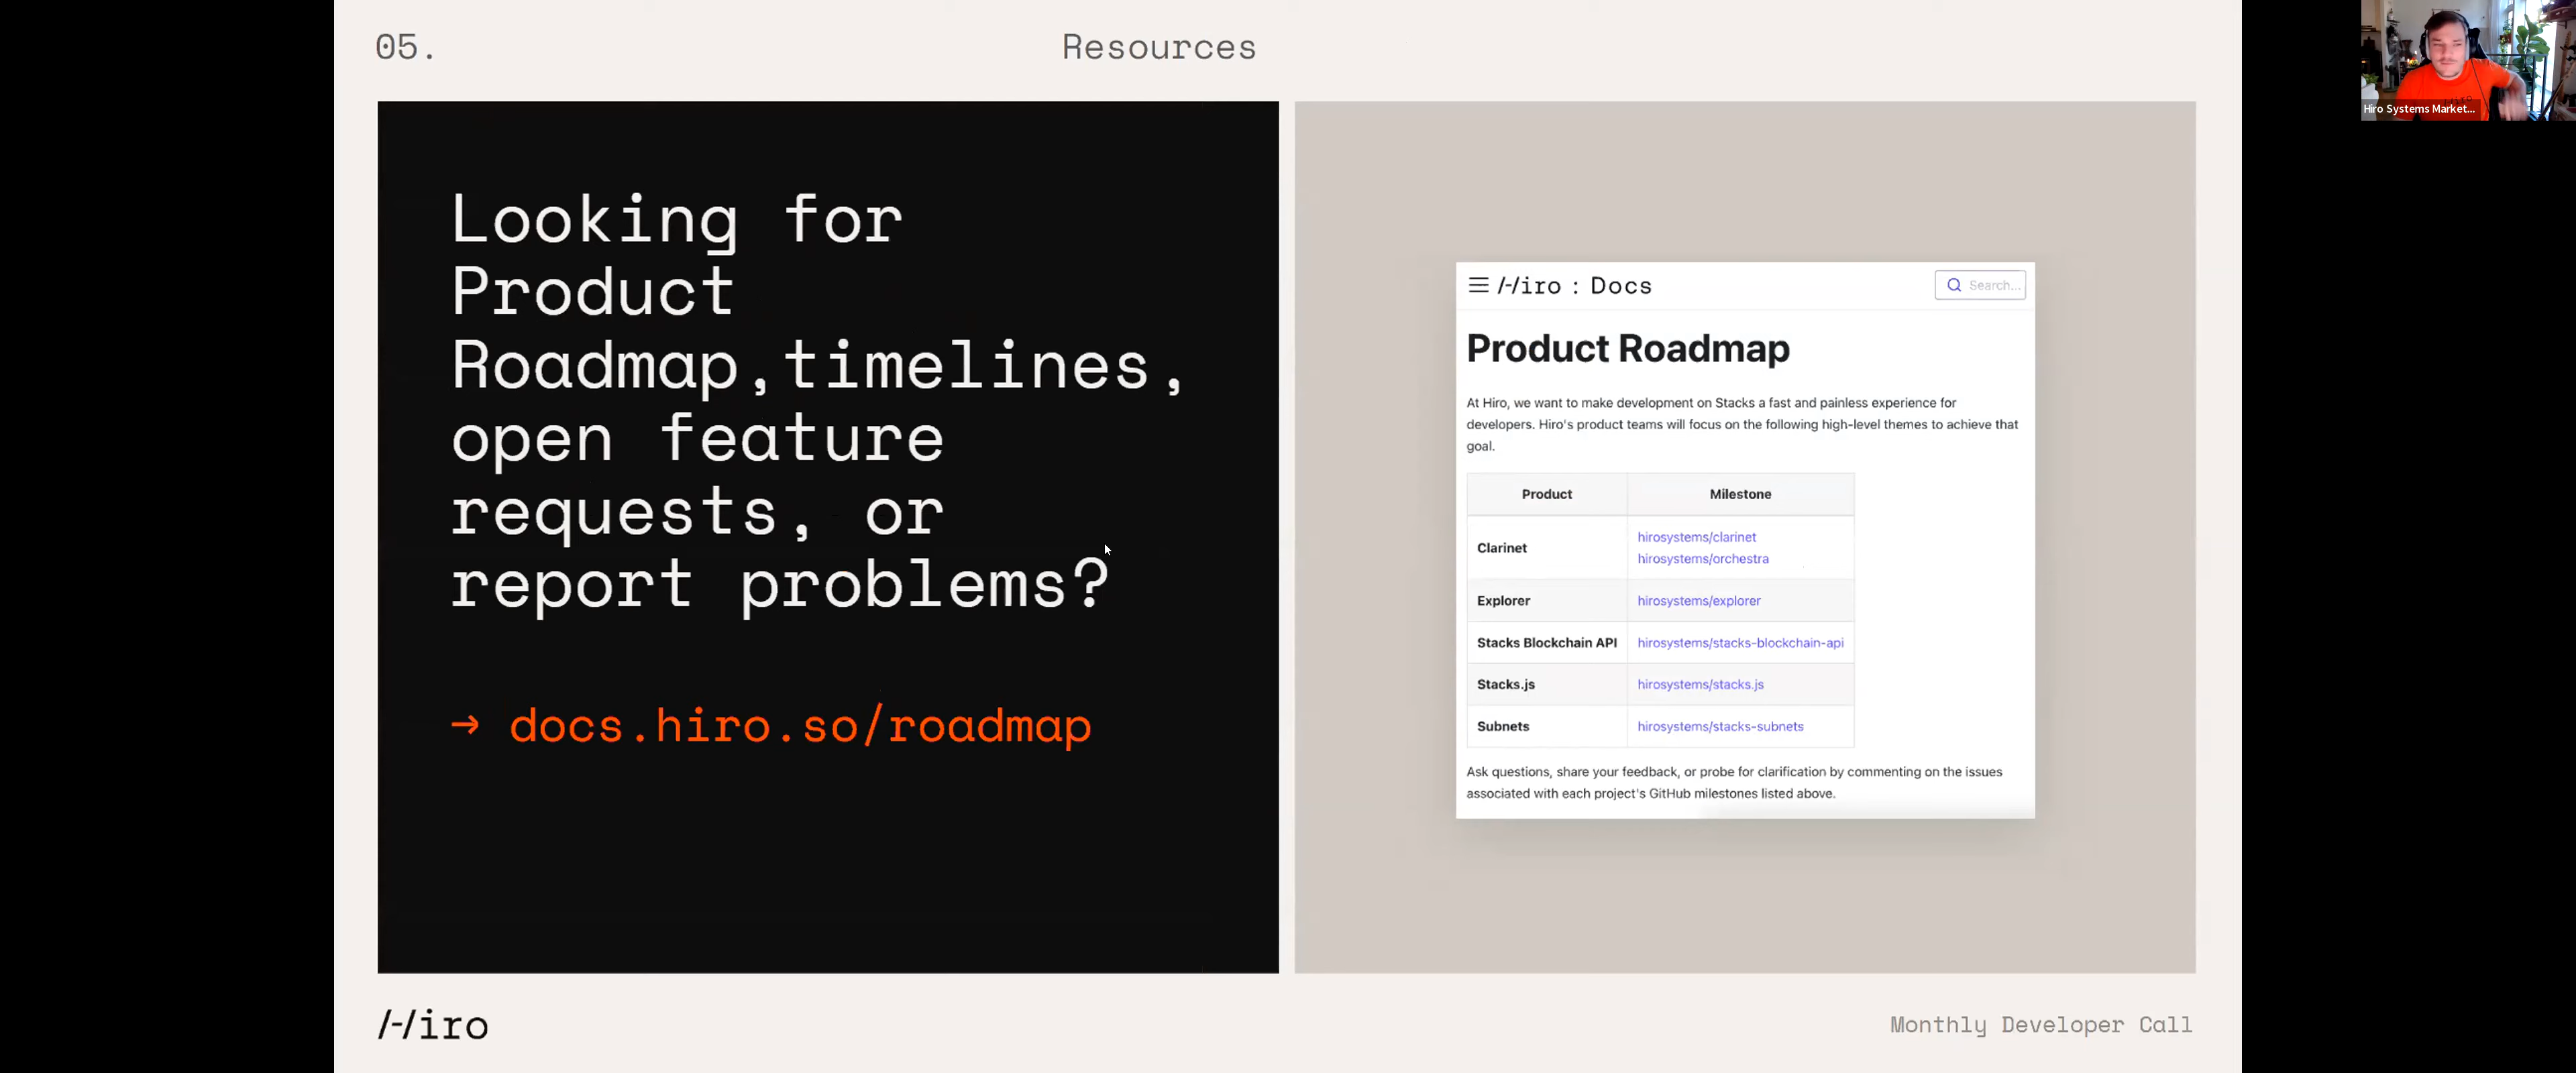 05.
Resources
Looking for
Product
Roadmap,timelines,
open feature
requests, or
report problems?
→ docs.hiro.so/roadmap
Hiro : Docs
Search...
Product Roadmap
At Hiro, we want to make development on Stacks a fast and painless experience for
developers. Hiro's product teams will focus on the following high-level themes to achieve that
goal.
Product Milestone
Clarinet hirosystems/clarinet
hirosystems/orchestra
Explorer hirosystems/explorer
Stacks Blockchain API hirosystems/stacks-blockchain-api
Stacks.js hirosystems/stacks.js
Subnets hirosystems/stacks-subnets
Ask questions, share your feedback, or probe for clarification by commenting on the issues
associated with each project's GitHub milestones listed above.
Hiro
Monthly Developer Call
Hiro Systems Market...